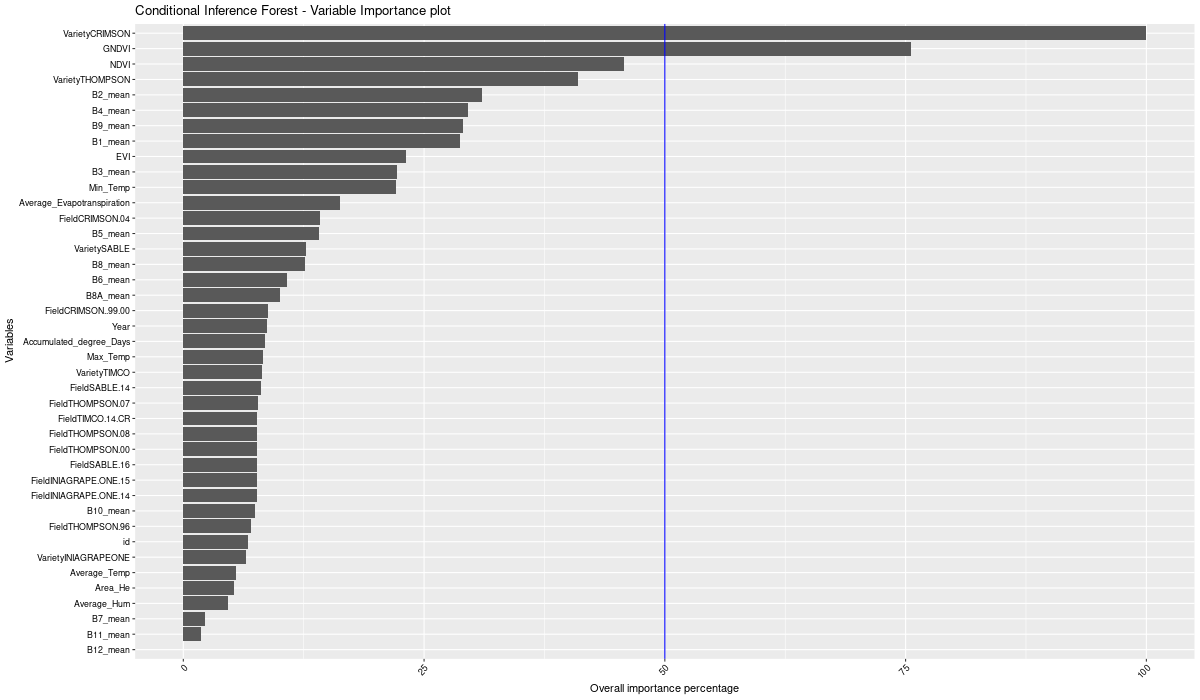 Conditional Inference Forest - Variable Importance plot
VarietyCRIMSON
GNDVI
NDVI
VarietyTHOMPSON
B2_mean
B4_mean
B9_mean
B1_mean
EVI
B3_mean
Min_Temp
Average_Evapotranspiration
FieldCRIMSON.04
B5_mean
VarietySABLE
B8_mean
B6_mean
B8A_mean
FieldCRIMSON..99.00
Year
Accumulated_degree_Days
Max_Temp
VarietyTIMCO
FieldSABLE.14
FieldTHOMPSON.07
FieldTIMCO.14.CR
FieldTHOMPSON.08
FieldTHOMPSON.00
FieldSABLE.16
FieldINIAGRAPE.ONE.15
FieldINIAGRAPE.ONE.14
B10_mean
FieldTHOMPSON.96
id
VarietyINIAGRAPEONE
Average_Temp
Area_He
Average_Hum
B7_mean
B11_mean
B12_mean
Variables
0 25 50 75 100
Overall importance percentage